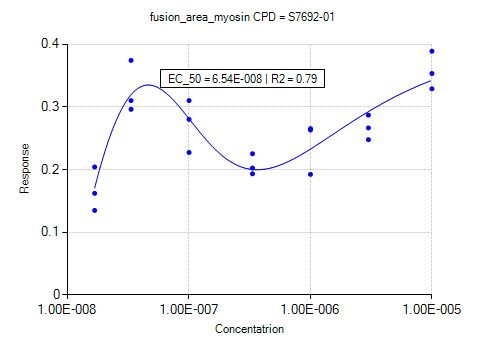 fusion_area_myosin CPD = S7692-01
0.4
EC_50 = 6.54E-008 | R2 = 0.79
0.3
Response
0.2
0.1
0
1.00E-008 1.00E-007 1.00E-006 1.00E-005
Concentatrion